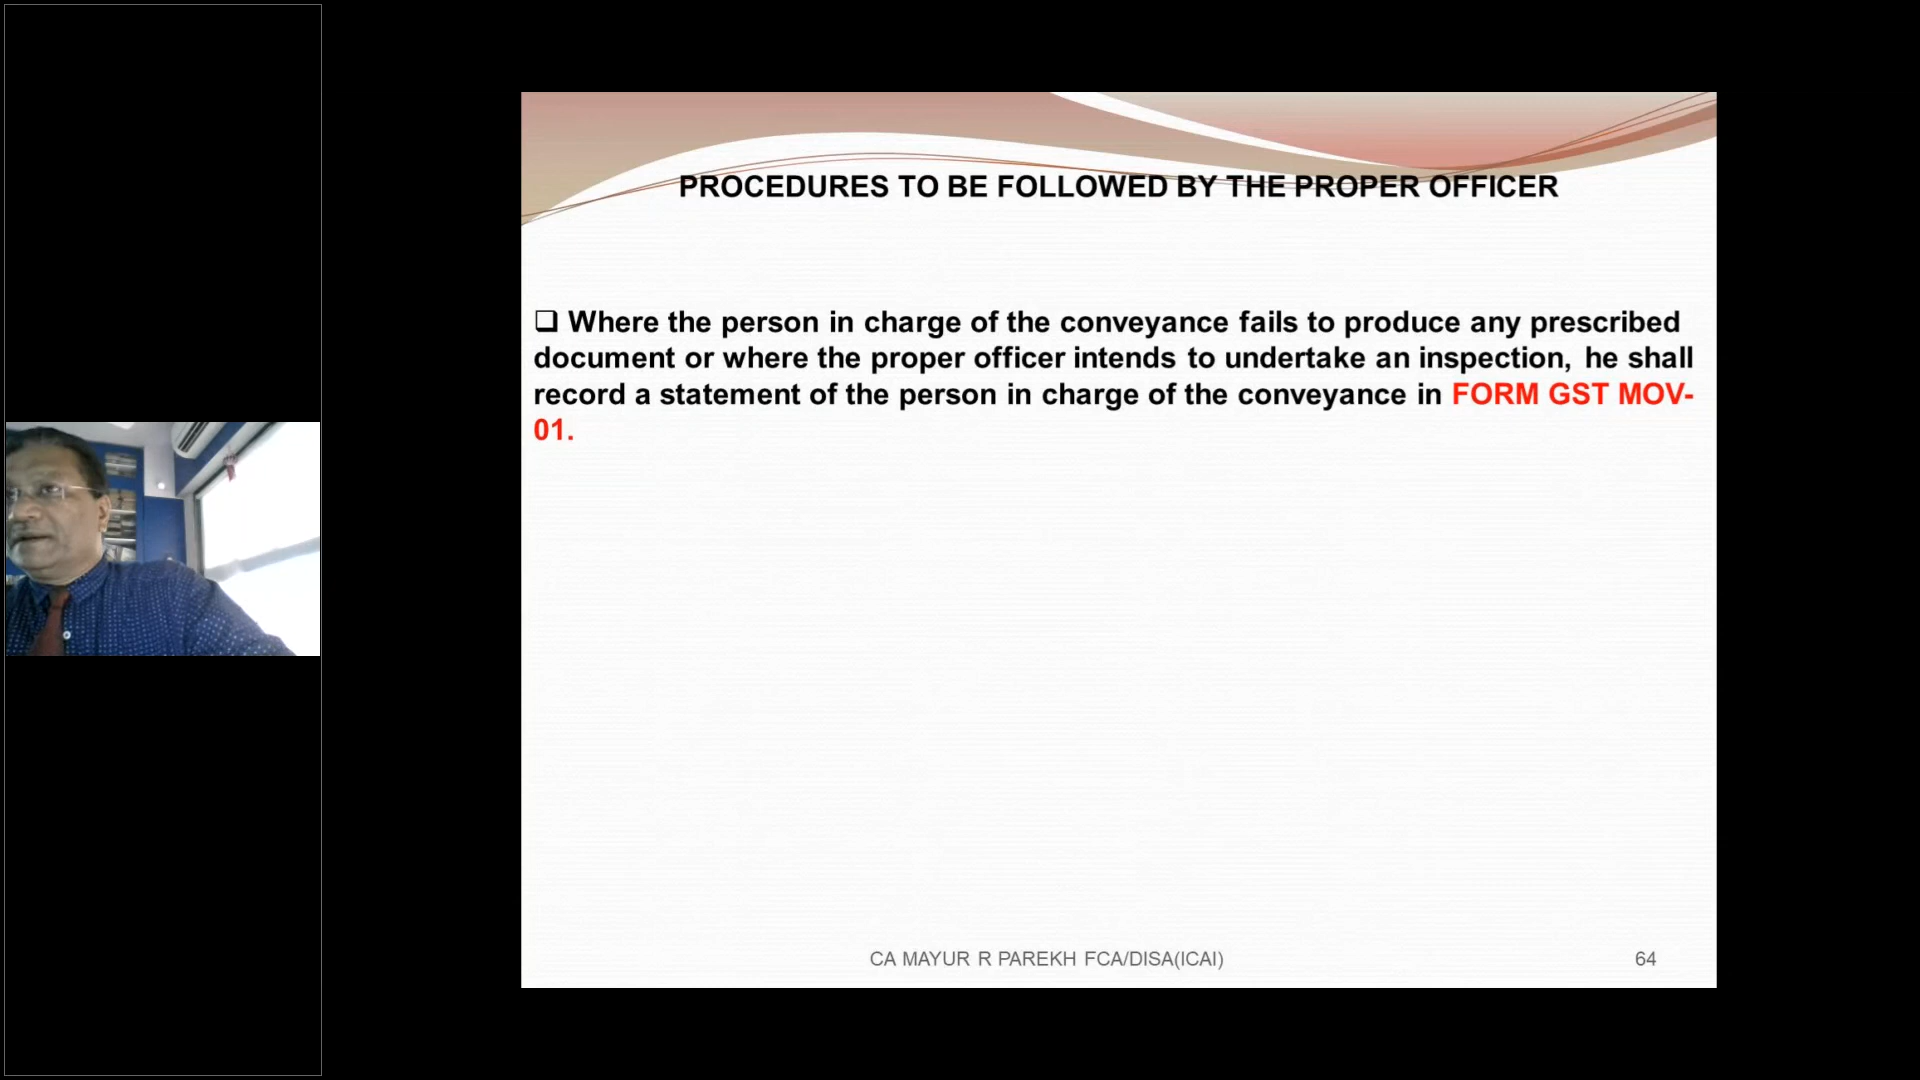 PROCEDURES TO BE FOLLOWED BY THE PROPER OFFICER
❑ Where the person in charge of the conveyance fails to produce any prescribed
document or where the proper officer intends to undertake an inspection, he shall
record a statement of the person in charge of the conveyance in FORM GST MOV-
01.
CA MAYUR R PAREKH FCA/DISA(ICAI)
64